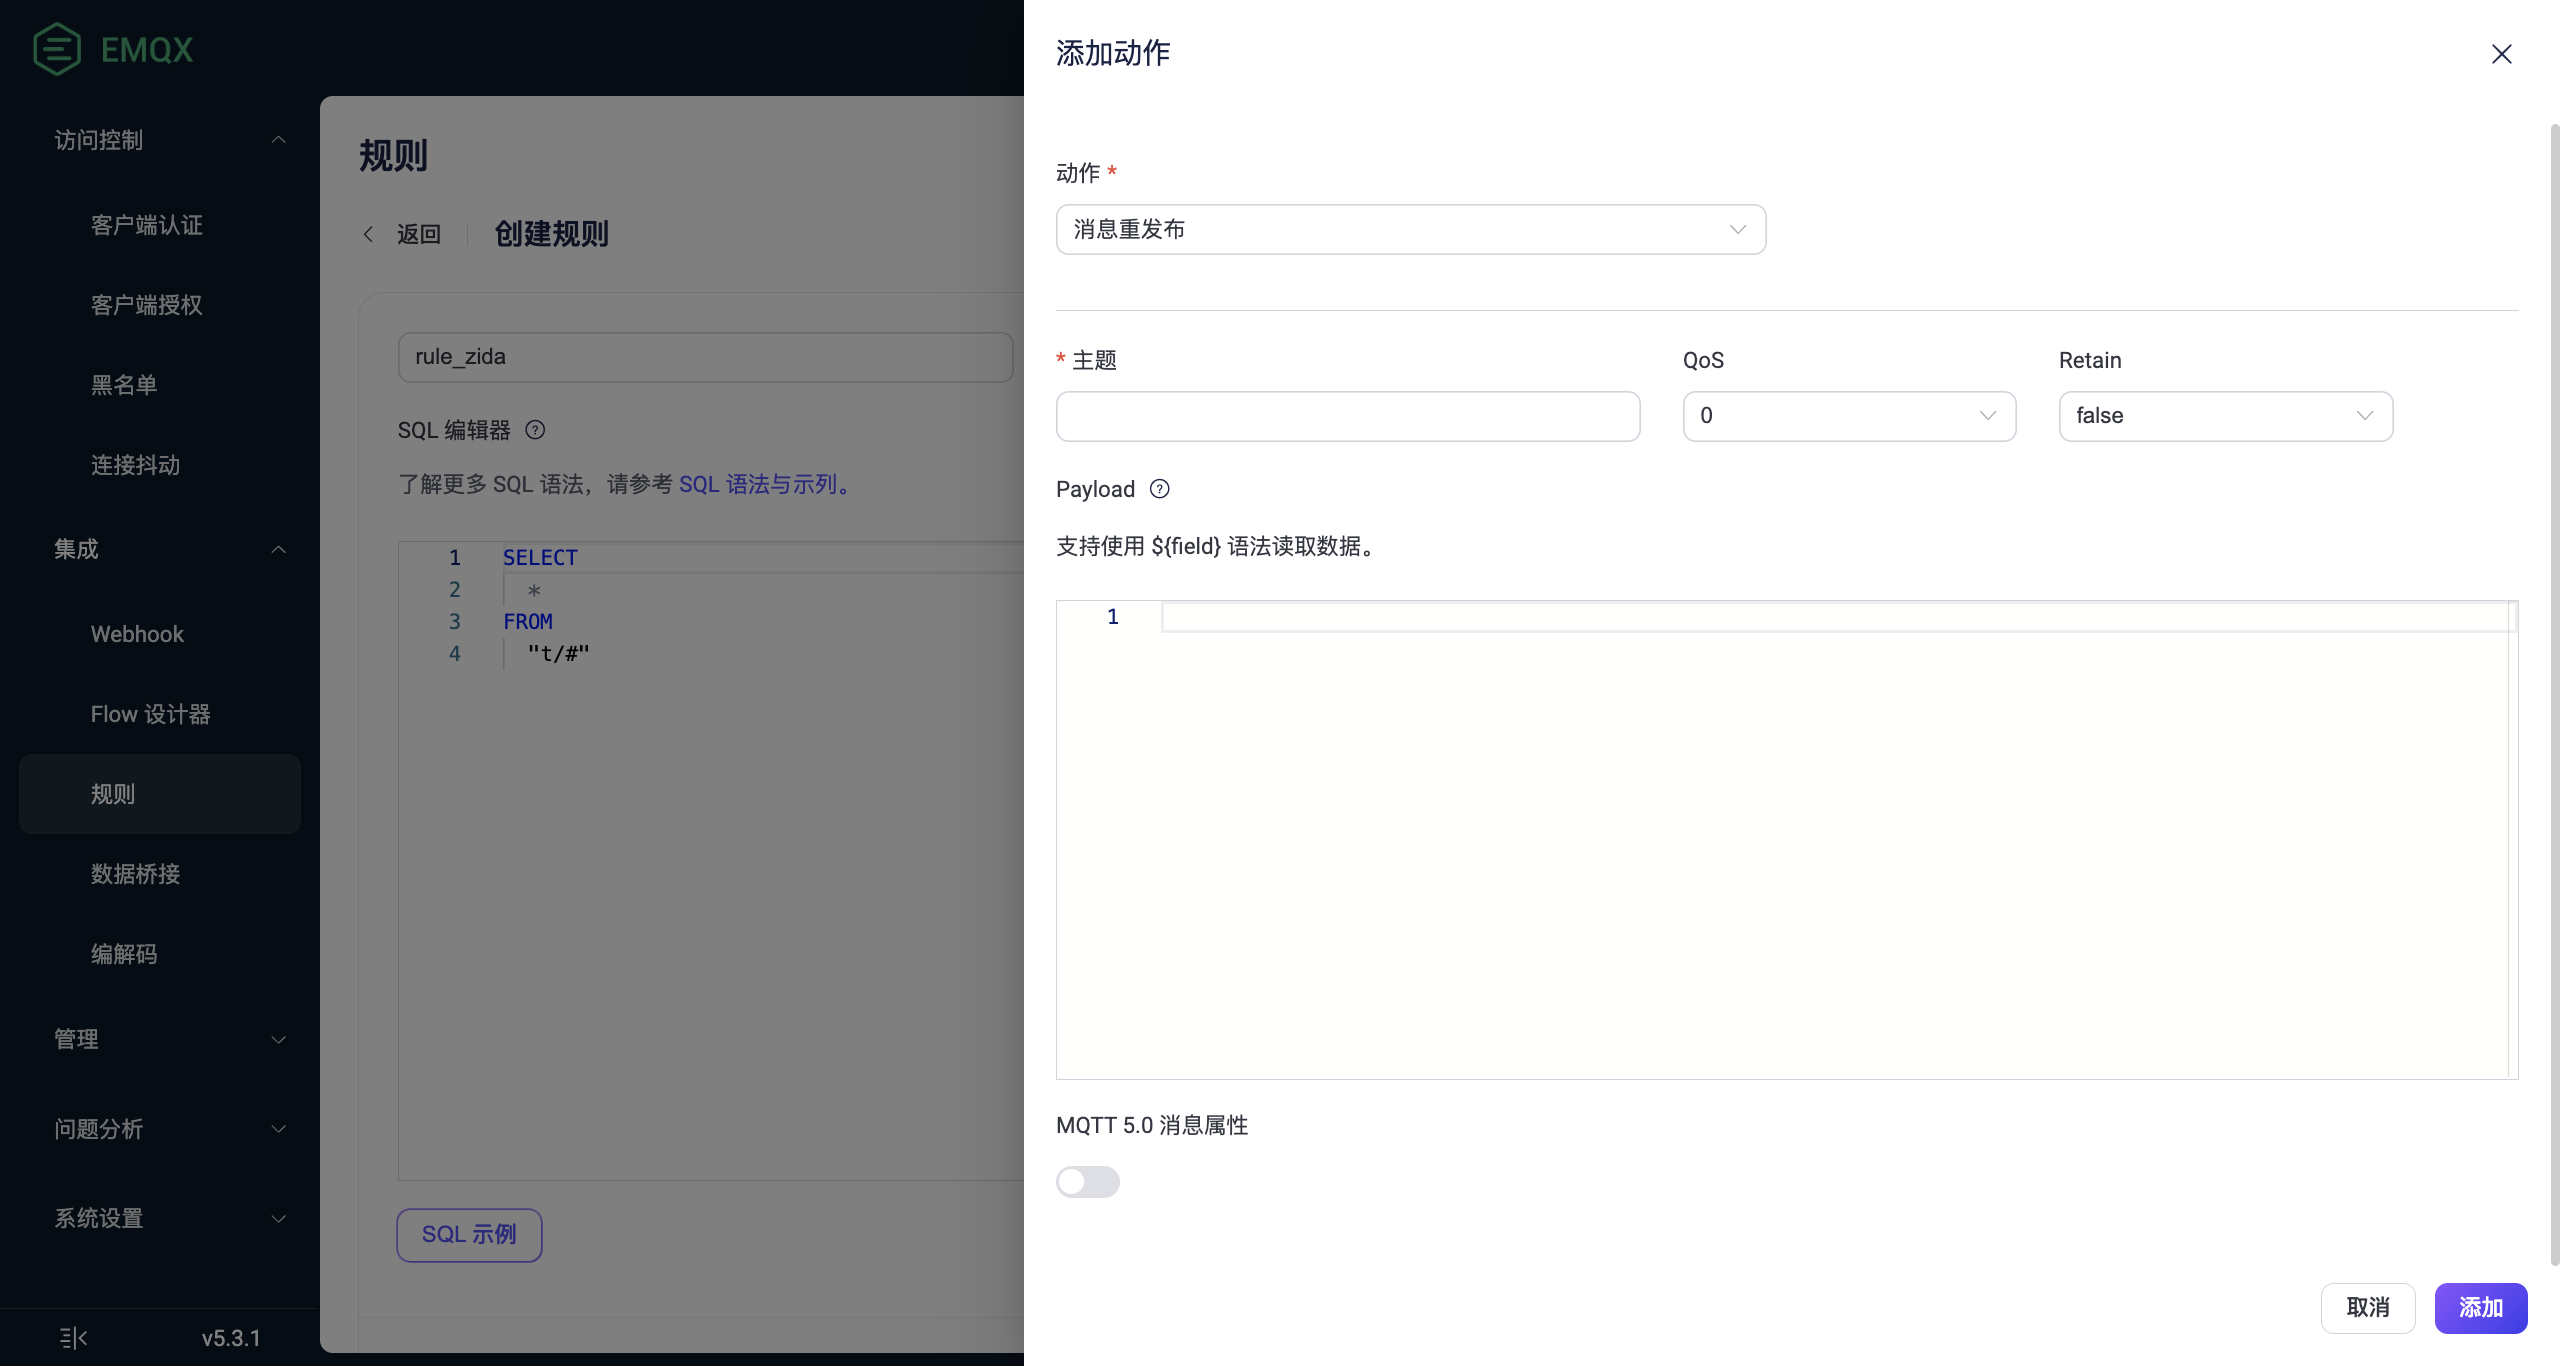 EMQX
访问控制
客户端认证
客户端授权
黑名单
连接抖动
集成
Webhook
Flow 设计器
规则
数据桥接
编解码
管理
问题分析
系统设置
v5.3.1
规则
返回
创建规则
rule_zida
SQL 编辑器
了解更多 SQL 语法，请参考 SQL 语法与示列。
1 SELECT
2 *
3 FROM
4 "t/#"
SQL 示例
添加动作
动作 *
消息重发布
* 主题
QoS
Retain
0
false
Payload
支持使用 ${field} 语法读取数据。
1
MQTT 5.0 消息属性
取消
添加